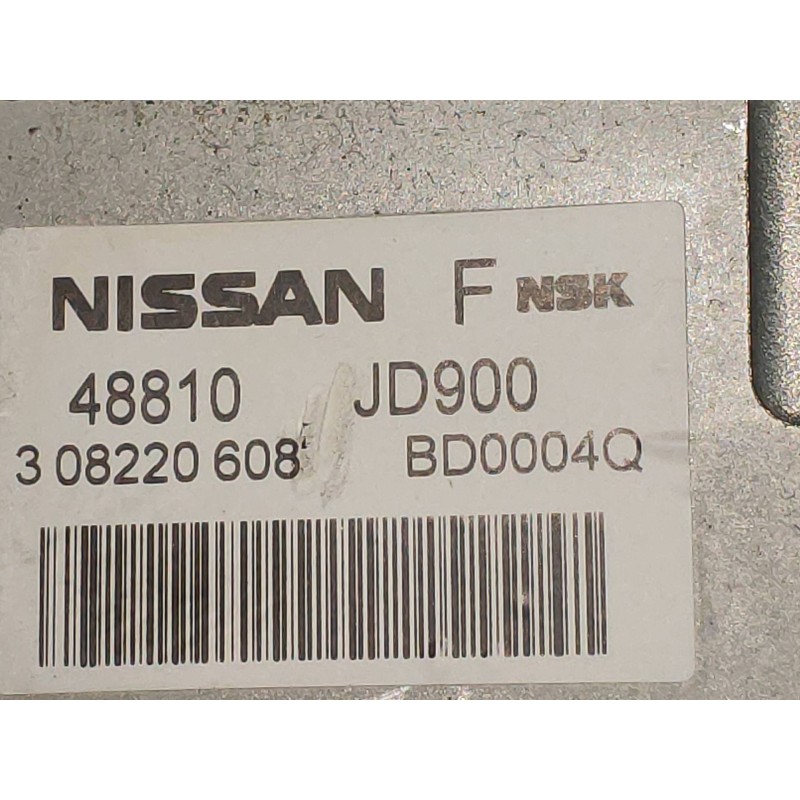 NISSAN F NSK
48810 JD900
3 08220 608 BD0004Q